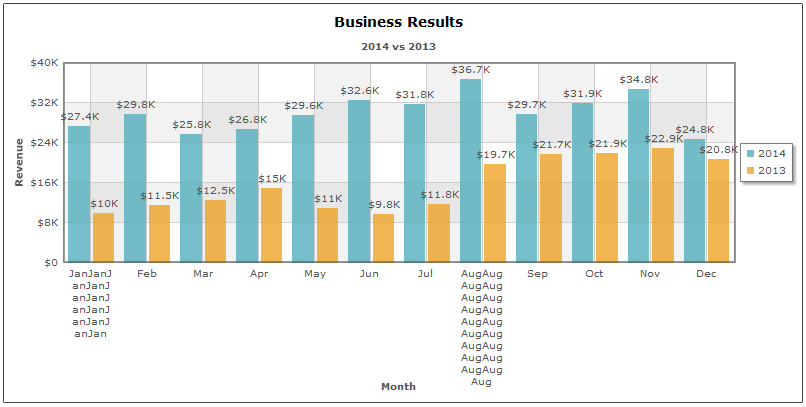 Business Results
2014 vs 2013
Revenue
$40K
$32K
$24K
$16K
$8K
$0
$27.4K
$10K
$29.8K
$11.5K
$25.8K
$12.5K
$26.8K
$15K
$29.6K
$11K
$32.6K
$9.8K
$31.8K
$11.8K
$36.7K
$19.7K
$29.7K
$21.7K
$31.9K
$21.9K
$34.8K
$22.9K
$24.8K
$20.8K
2014
2013
JanJanJ
anJanJ
anJanJ
anJanJ
anJanJ
anJan
Feb
Mar
Apr
May
Jun
Jul
AugAug
AugAug
AugAug
AugAug
AugAug
AugAug
AugAug
AugAug
AugAug
Aug
Sep
Oct
Nov
Dec
Month